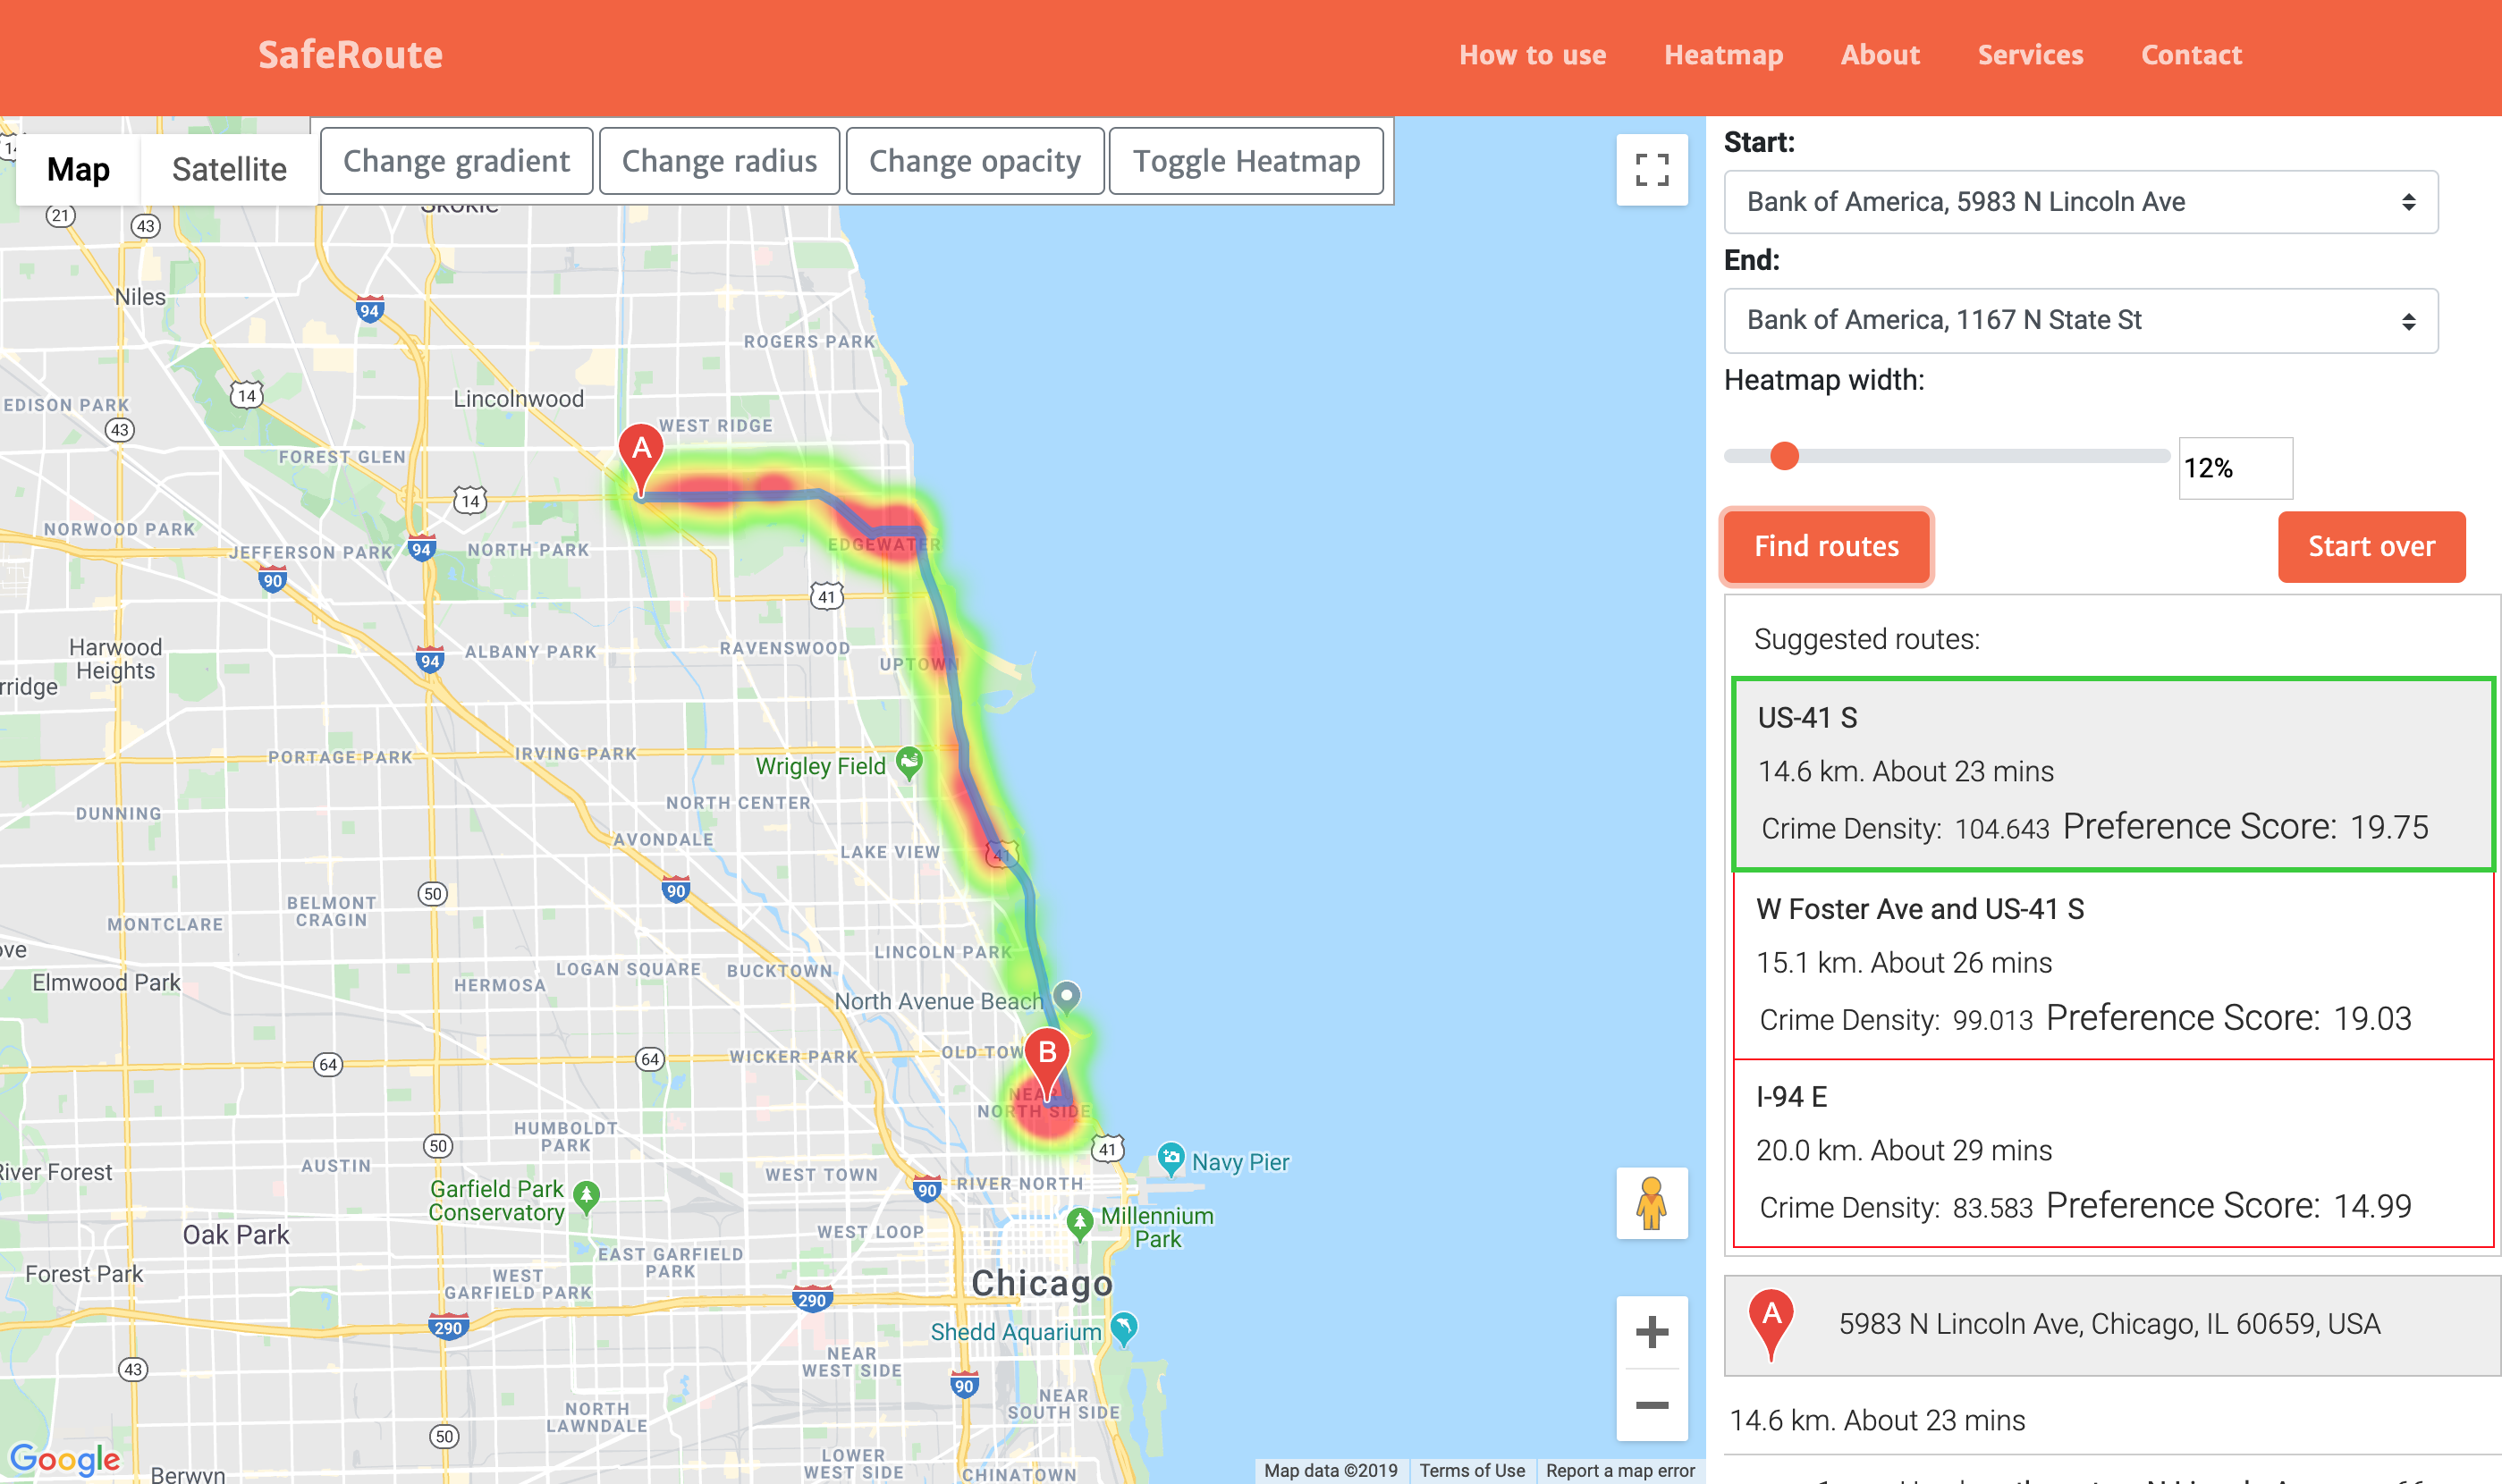 SafeRoute
How to use
Heatmap
About
Services
Contact
Map
Satellite
Change gradient
Change radius
Change opacity
Toggle Heatmap
21
43
Niles
94
ROGERS PARK
14
Lincolnwood
EDISON PARK
43
WEST RIDGE
A
FOREST GLEN
14
NORWOOD PARK
JEFFERSON PARK
94
NORTH PARK
EDGEWATER
90
41
Harwood
Heights
94
ALBANY PARK
RAVENSWOOD
UPTOWN
rridge
PORTAGE PARK
IRVING PARK
Wrigley Field
DUNNING
NORTH CENTER
AVONDALE
LAKE VIEW
41
90
50
BELMONT
CRAGIN
MONTCLARE
LINCOLN PARK
ove
Elmwood Park
HERMOSA
LOGAN SQUARE
BUCKTOWN
North Avenue Beach
64
64
WICKER PARK
OLD TOW
B
NEAR
NORTH SIDE
HUMBOLDT
PARK
50
41
River Forest
AUSTIN
WEST TOWN
90
RIVER NORTH
Navy Pier
Garfield Park
Conservatory
Millennium
Park
Oak Park
WEST LOOP
EAST GARFIELD
PARK
Forest Park
WEST
GARFIELD PARK
Chicago
290
290
Shedd Aquarium
43
NEAR
WEST SIDE
90
NEAR
SOUTH SIDE
NORTH
LAWNDALE
50
LOWER
WEST SIDE
CHINATOWN
Google
Berwyn
Map data ©2019
Terms of Use
Report a map error
Start:
Bank of America, 5983 N Lincoln Ave
End:
Bank of America, 1167 N State St
Heatmap width:
12%
Find routes
Start over
Suggested routes:
US-41 S
14.6 km. About 23 mins
Crime Density: 104.643 Preference Score: 19.75
W Foster Ave and US-41 S
15.1 km. About 26 mins
Crime Density: 99.013 Preference Score: 19.03
I-94 E
20.0 km. About 29 mins
Crime Density: 83.583 Preference Score: 14.99
A
5983 N Lincoln Ave, Chicago, IL 60659, USA
14.6 km. About 23 mins